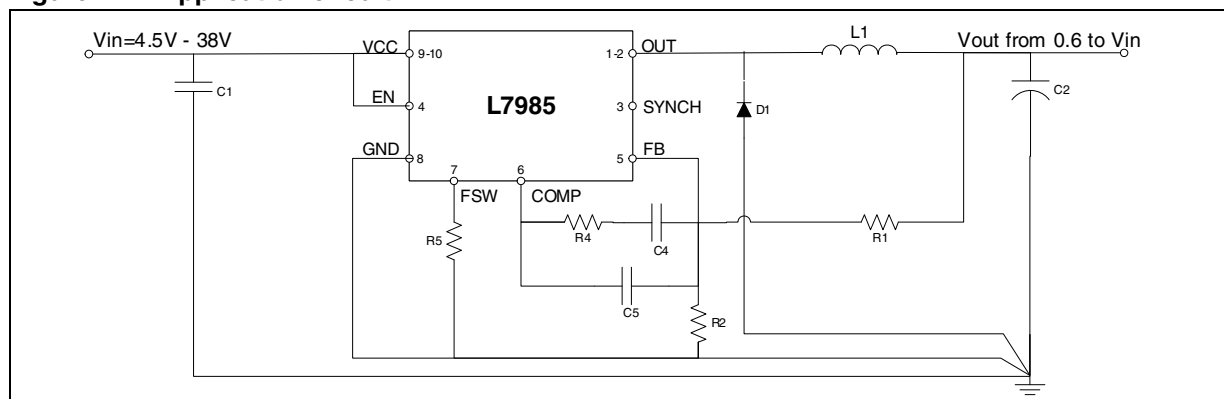 Vin=4.5V - 38V
VCC
9-10
1-2
OUT
L1
Vout from 0.6 to Vin
C1
EN
4
L7985
3
SYNCH
D1
C2
GND
8
5
FB
7
6
FSW
COMP
R5
R4
C4
R1
C5
R2